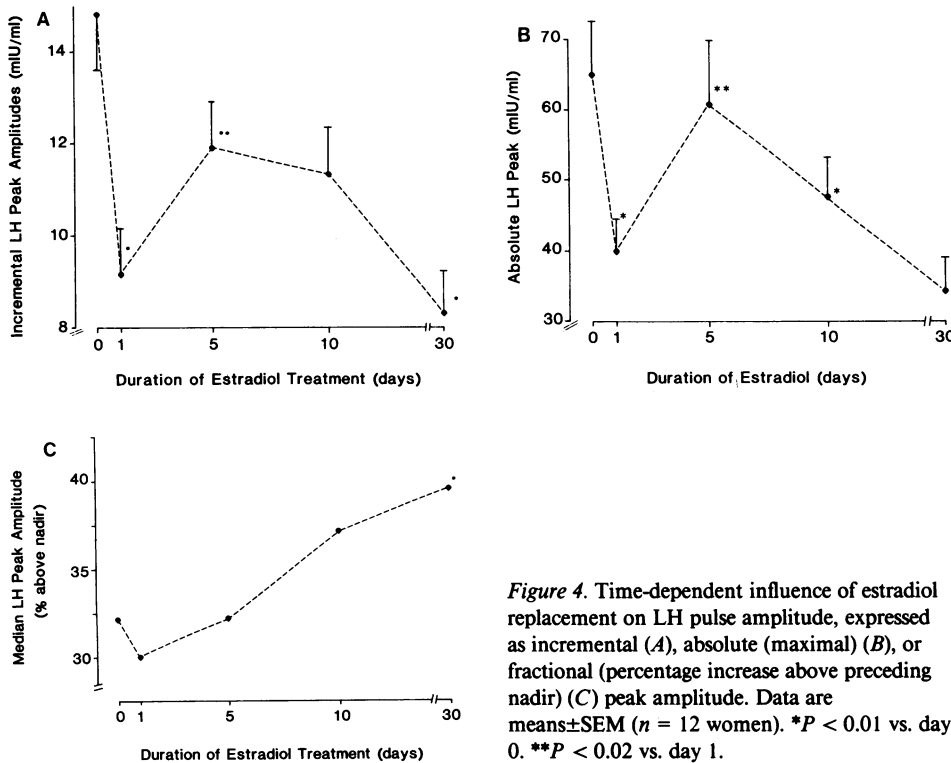 A
Incremental LH Peak Amplitudes (mIU/ml)
14
12
10
8
**
*
*
0 1 5 10 30
Duration of Estradiol Treatment (days)
B
Absolute LH Peak (mIU/ml)
70
60
50
40
30
*
**
*
0 1 5 10 30
Duration of Estradiol (days)
C
Median LH Peak Amplitude
(% above nadir)
40
35
30
*
0 1 5 10 30
Duration of Estradiol Treatment (days)
Figure 4. Time-dependent influence of estradiol
replacement on LH pulse amplitude, expressed
as incremental (A), absolute (maximal) (B), or
fractional (percentage increase above preceding
nadir) (C) peak amplitude. Data are
means±SEM (n = 12 women). *P < 0.01 vs. day
0. **P < 0.02 vs. day 1.